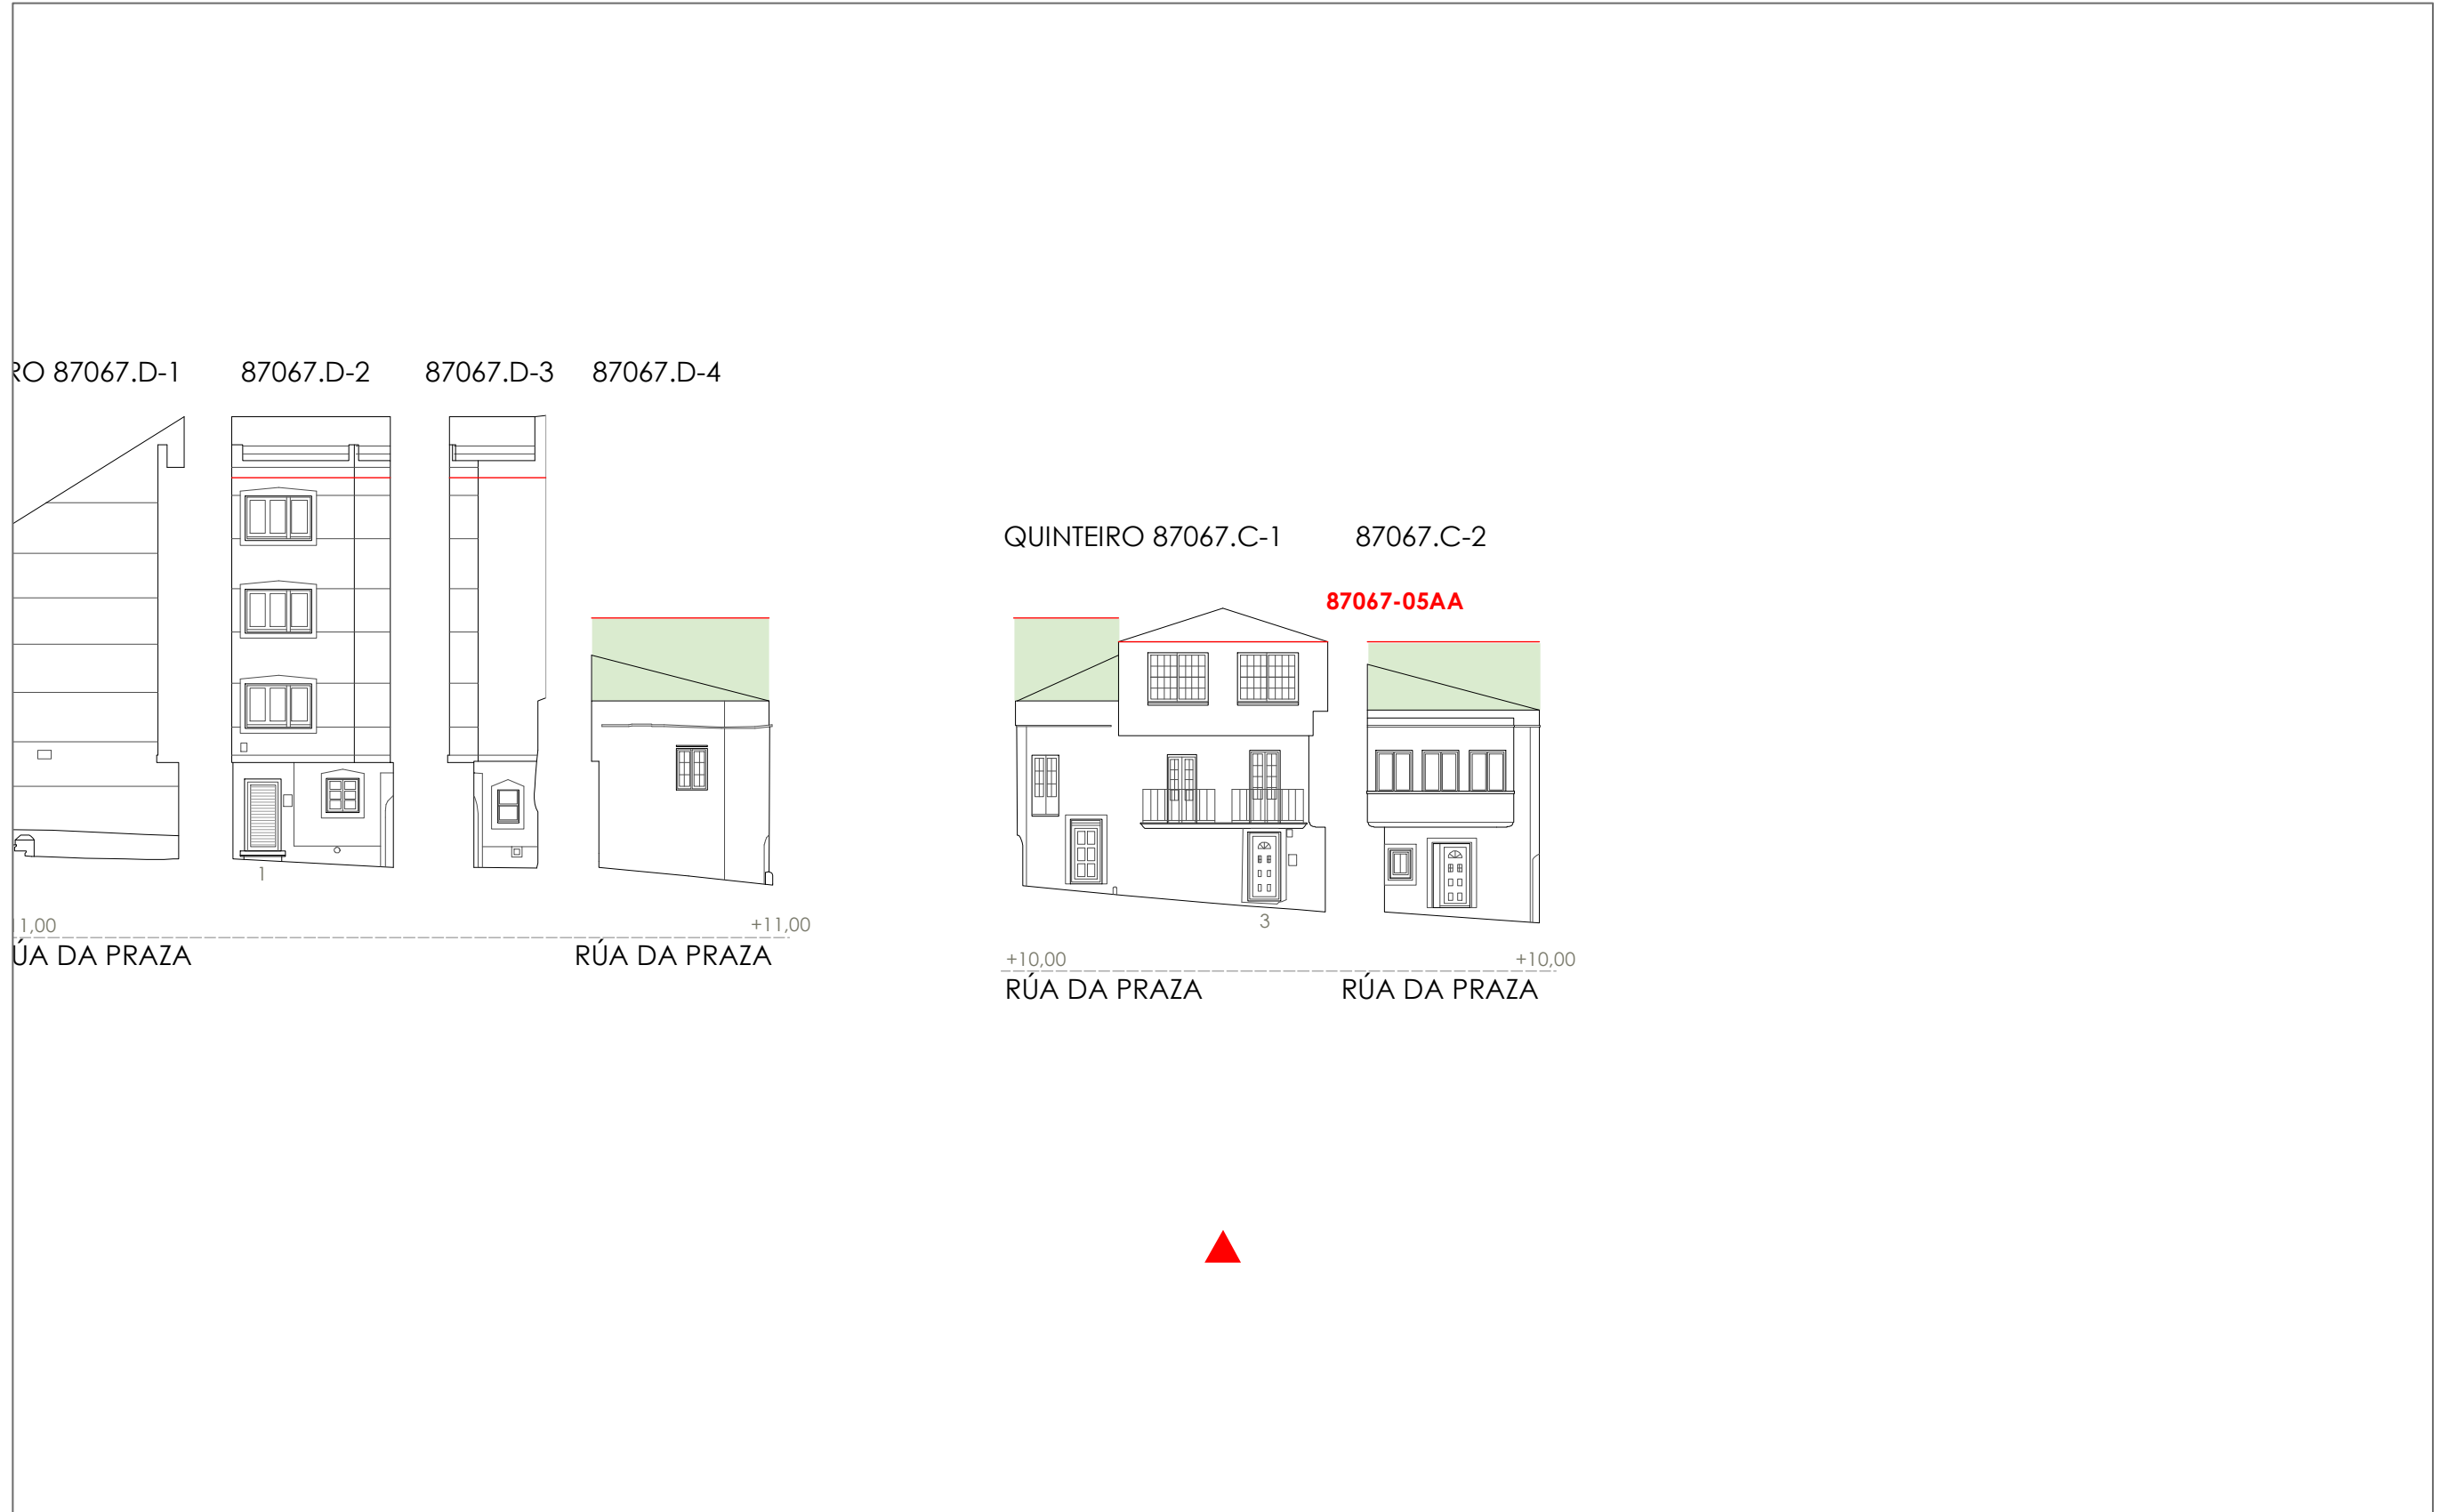 RO 87067.D-1 87067.D-2 87067.D-3 87067.D-4
QUINTEIRO 87067.C-1 87067.C-2
87067-05AA
1
3
11,00 +11,00
ÚA DA PRAZA RÚA DA PRAZA
+10,00 +10,00
RÚA DA PRAZA RÚA DA PRAZA